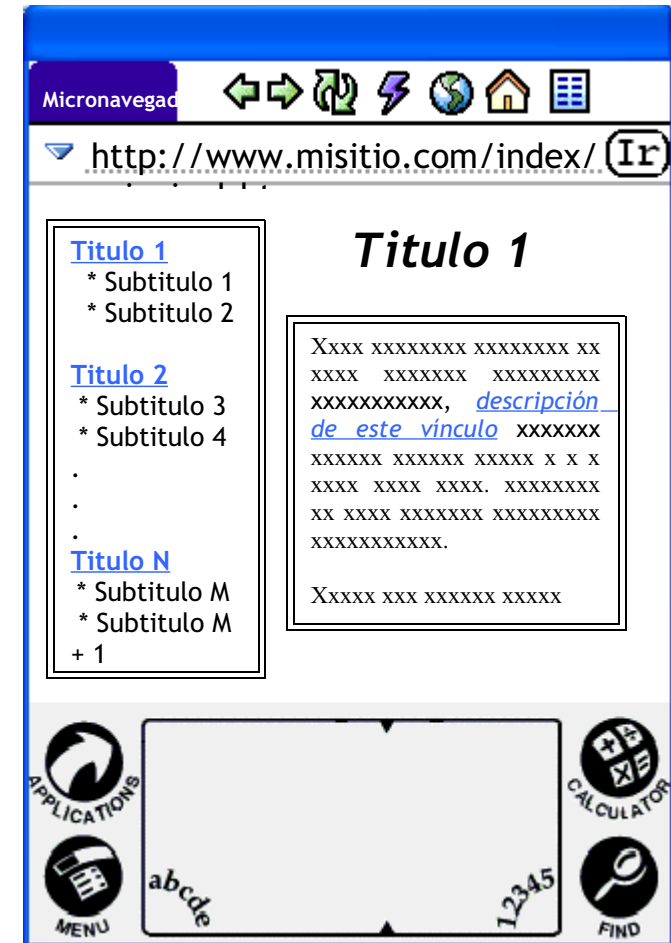 Micronavegad
http://www.misitio.com/index/
Ir
Titulo 1
* Subtitulo 1
* Subtitulo 2
Titulo 2
* Subtitulo 3
* Subtitulo 4
.
.
.
Titulo N
* Subtitulo M
* Subtitulo M
+ 1
Titulo 1
Xxxx xxxxxxxx xxxxxxxx xx
xxxx xxxxxxx xxxxxxxxx
xxxxxxxxxxx, descripción
de este vínculo xxxxxxx
xxxxxx xxxxxx xxxxx x x x
xxxx xxxx xxxx. xxxxxxxx
xx xxxx xxxxxxx xxxxxxxxx
xxxxxxxxxxx.
Xxxxx xxx xxxxxx xxxxx
APPLICATIONS
MENU
abcde
12345
CALCULATOR
FIND